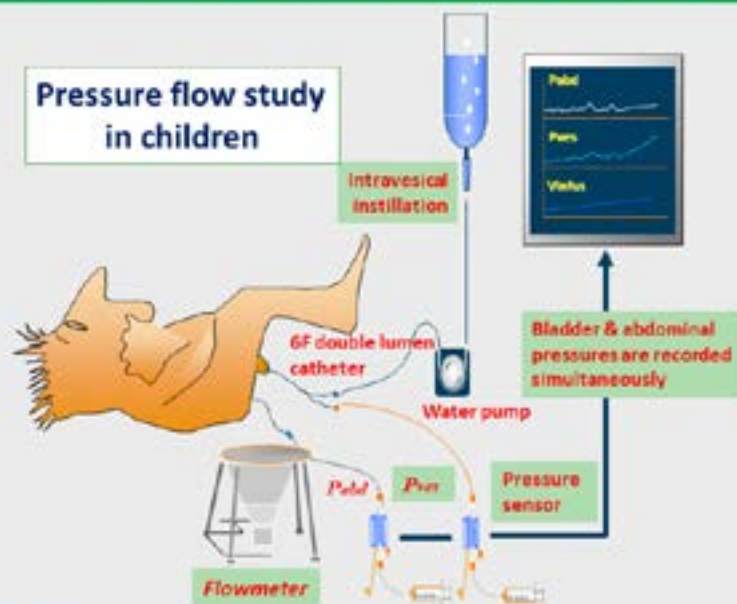 Pressure flow study
in children
Intravesical
instillation
Pabd
Pves
6F double lumen
catheter
Water pump
Bladder & abdominal
pressures are recorded
simultaneously
Pabd
Pves
Pressure
sensor
Flowmeter